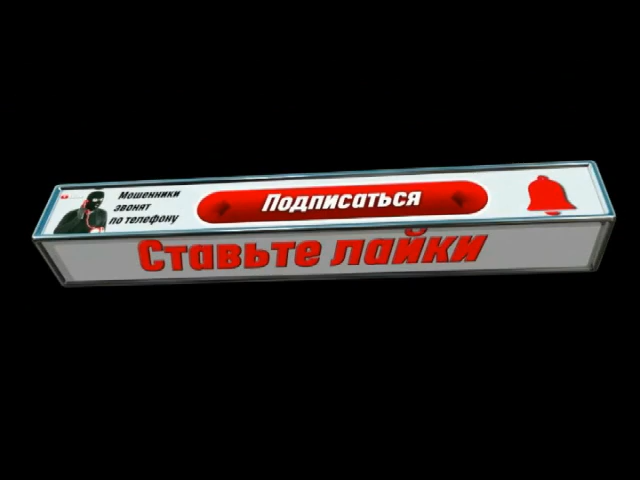 Мошенники
звонят
по телефону
Подписаться
Ставьте лайки